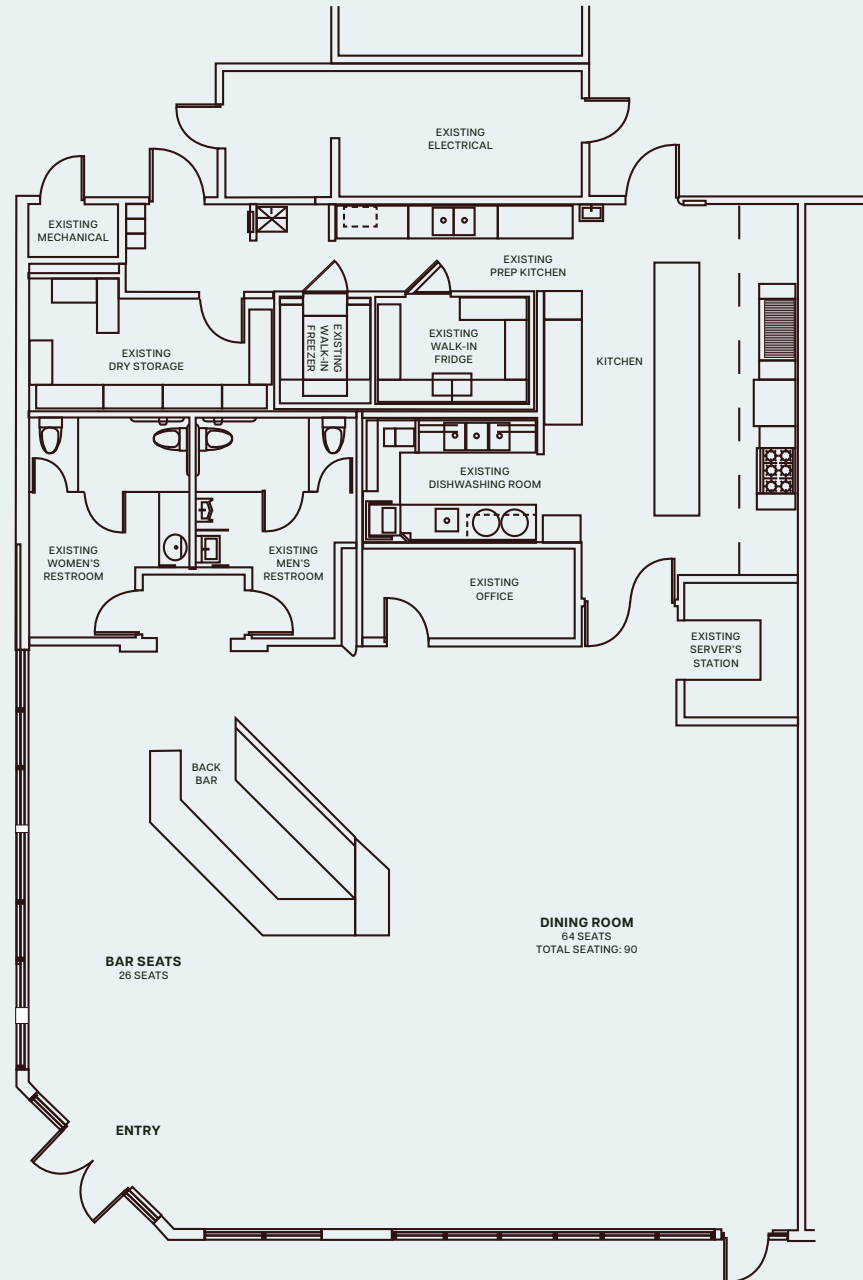 EXISTING
ELECTRICAL
EXISTING
MECHANICAL
EXISTING
PREP KITCHEN
EXISTING
WALK-IN
FREEZER
EXISTING
WALK-IN
FRIDGE
EXISTING
DRY STORAGE
KITCHEN
EXISTING
DISHWASHING ROOM
EXISTING
WOMEN'S
RESTROOM
EXISTING
MEN'S
RESTROOM
EXISTING
OFFICE
EXISTING
SERVER'S
STATION
BACK
BAR
DINING ROOM
64 SEATS
TOTAL SEATING: 90
BAR SEATS
26 SEATS
ENTRY